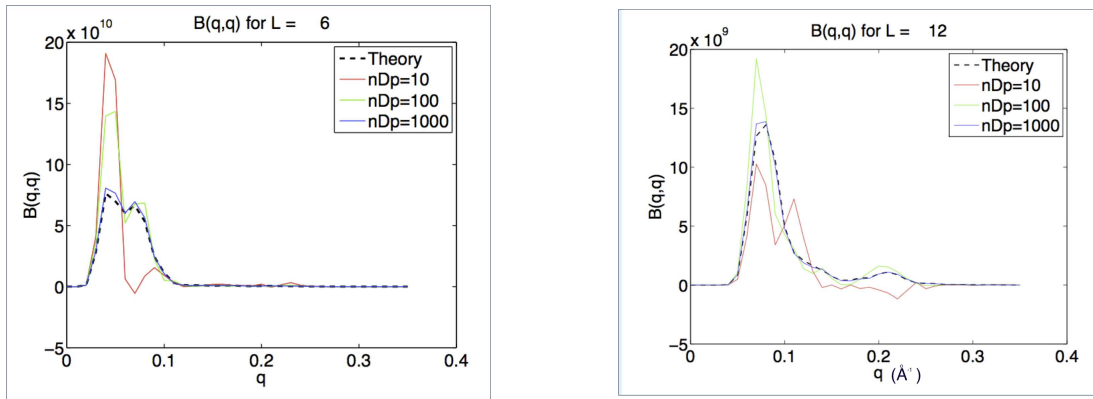 B(q,q) for L = 6
x 10^10
20
15
10
5
0
-5
B(q,q)
0
0.1
0.2
0.3
0.4
q
Theory
nDp=10
nDp=100
nDp=1000
B(q,q) for L = 12
x 10^9
20
15
10
5
0
-5
B(q,q)
0
0.1
0.2
0.3
0.4
q (Å⁻¹)
Theory
nDp=10
nDp=100
nDp=1000